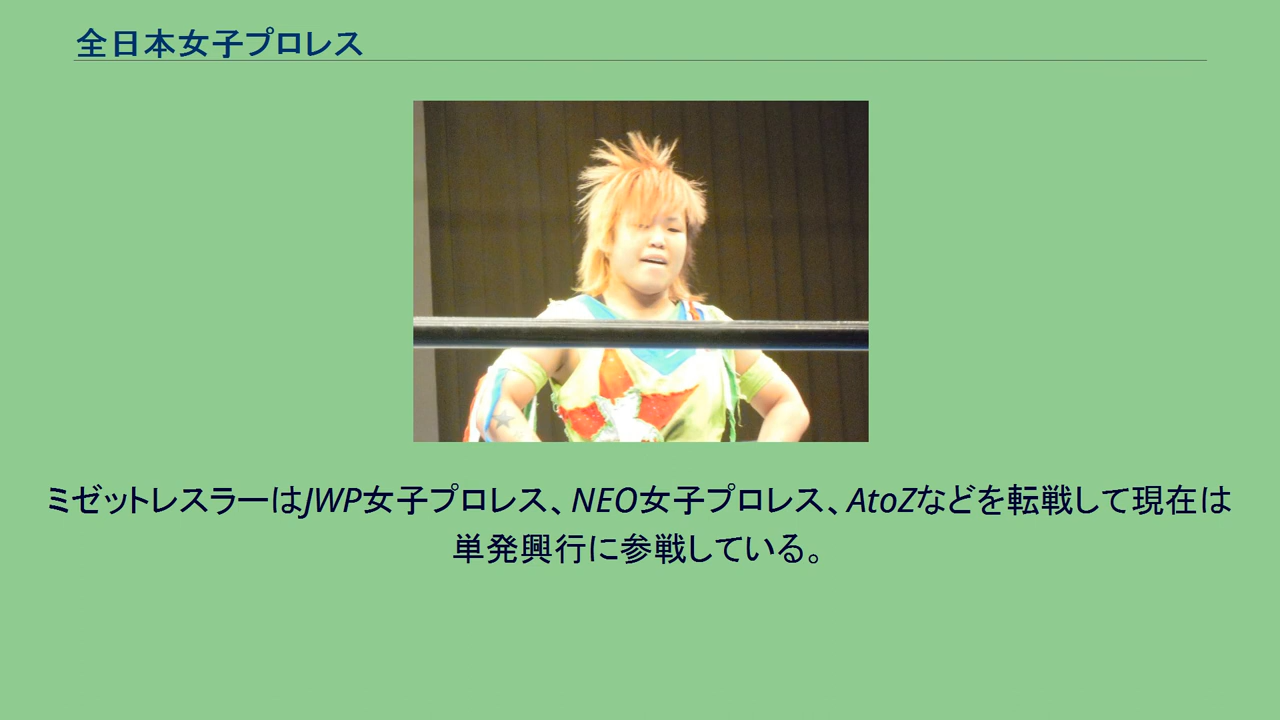 全日本女子プロレス
ミゼットレスラーはJWP女子プロレス、NEO女子プロレス、AtoZなどを転戦して現在は
単発興行に参戦している。